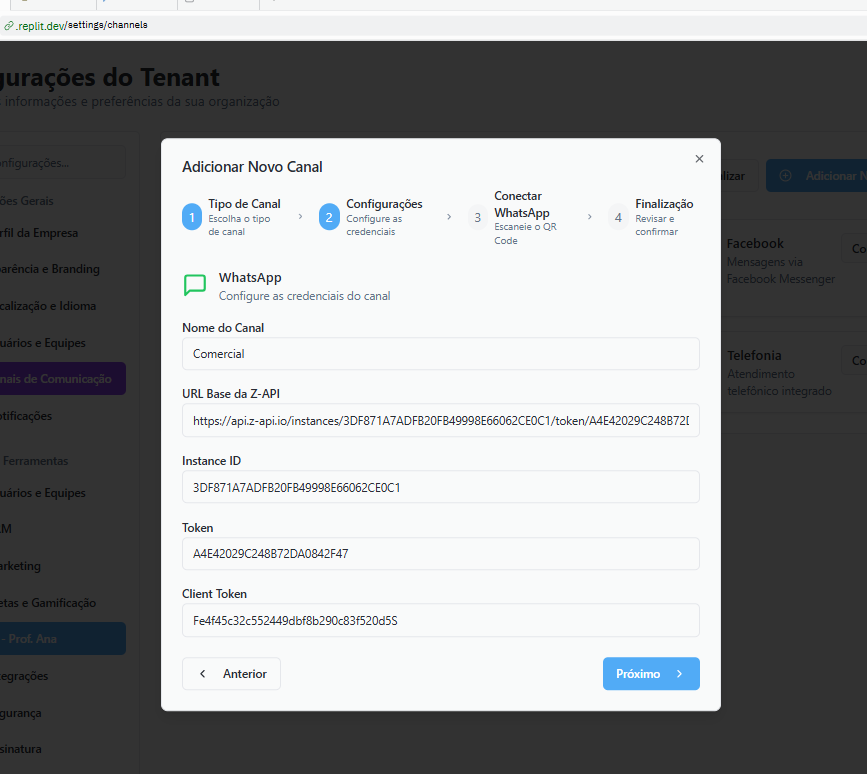 .replit.dev/settings/channels
gurações do Tenant
informações e preferências da sua organização
onfigurações...
ões Gerais
rfil da Empresa
parência e Branding
calização e Idioma
uários e Equipes
nais de Comunicação
otificações
Ferramentas
uários e Equipes
M
arketing
etas e Gamificação
- Prof. Ana
tegrações
gurança
sinatura
Adicionar Novo Canal
1
Tipo de Canal
Escolha o tipo
de canal
2
Configurações
Configure as
credenciais
3
Conectar
WhatsApp
Escaneie o QR
Code
4
Finalização
Revisar e
confirmar
WhatsApp
Configure as credenciais do canal
Nome do Canal
Comercial
URL Base da Z-API
https://api.z-api.io/instances/3DF871A7ADFB20FB49998E66062CE0C1/token/A4E42029C248B72D
Instance ID
3DF871A7ADFB20FB49998E66062CE0C1
Token
A4E42029C248B72DA0842F47
Client Token
Fe4f45c32c552449dbf8b290c83f520d5S
Anterior
Próximo
lizar
Adicionar N
Facebook
Mensagens via
Facebook Messenger
Co
Telefonia
Atendimento
telefônico integrado
Co